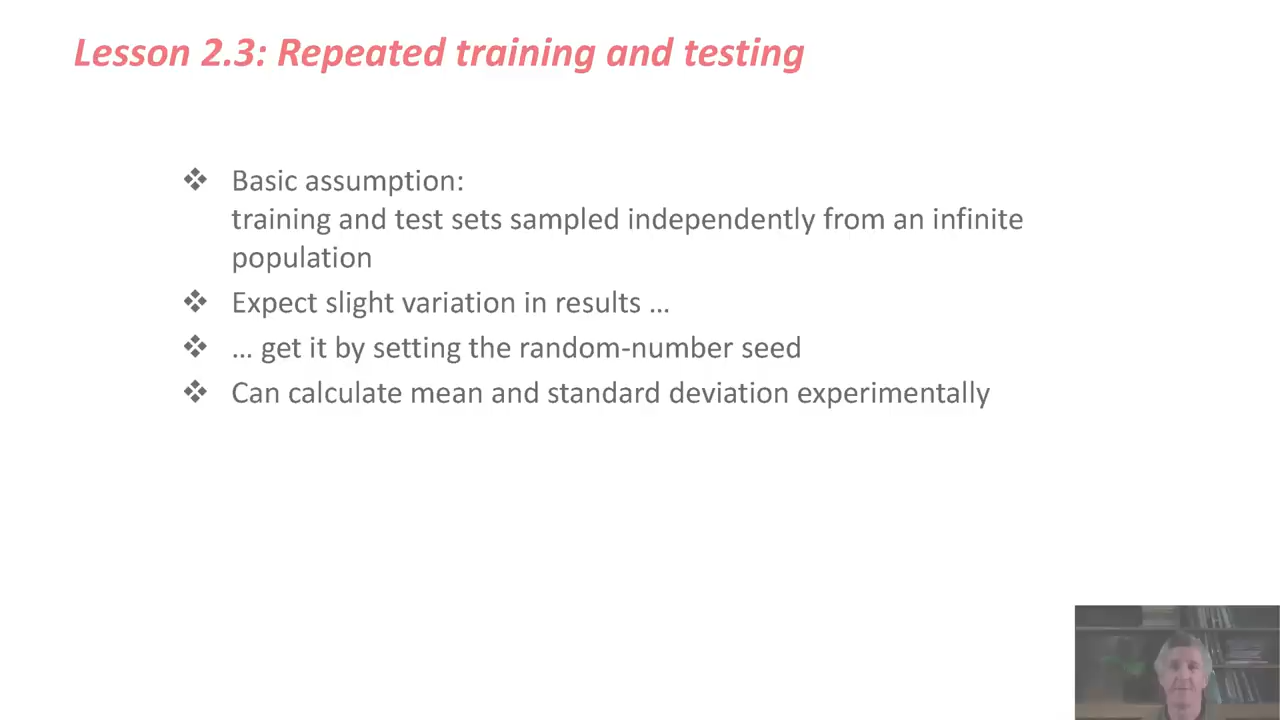 Lesson 2.3: Repeated training and testing
❖ Basic assumption:
training and test sets sampled independently from an infinite
population
❖ Expect slight variation in results …
❖ … get it by setting the random-number seed
❖ Can calculate mean and standard deviation experimentally